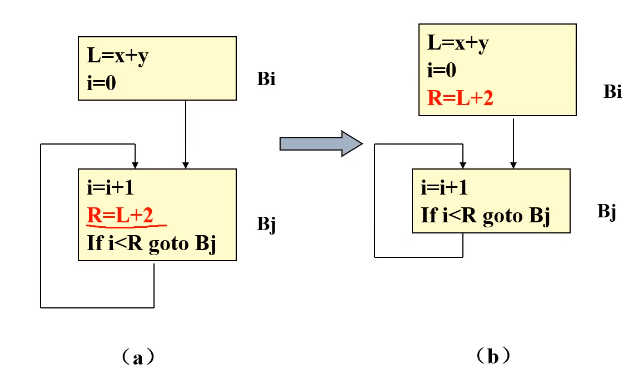 L=x+y
i=0
Bi
i=i+1
R=L+2
If i<R goto Bj
Bj
（a）
L=x+y
i=0
R=L+2
Bi
i=i+1
If i<R goto Bj
Bj
（b）